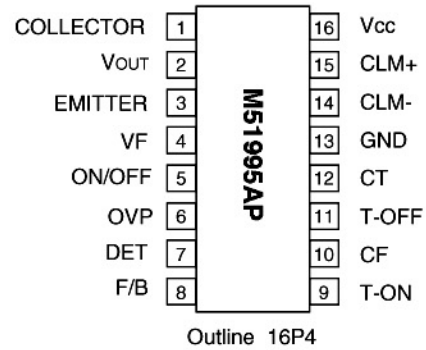 COLLECTOR 1 16 Vcc
VOUT 2 15 CLM+
EMITTER 3 14 CLM-
VF 4 13 GND
ON/OFF 5 12 CT
OVP 6 11 T-OFF
DET 7 10 CF
F/B 8 9 T-ON
M51995AP
Outline 16P4